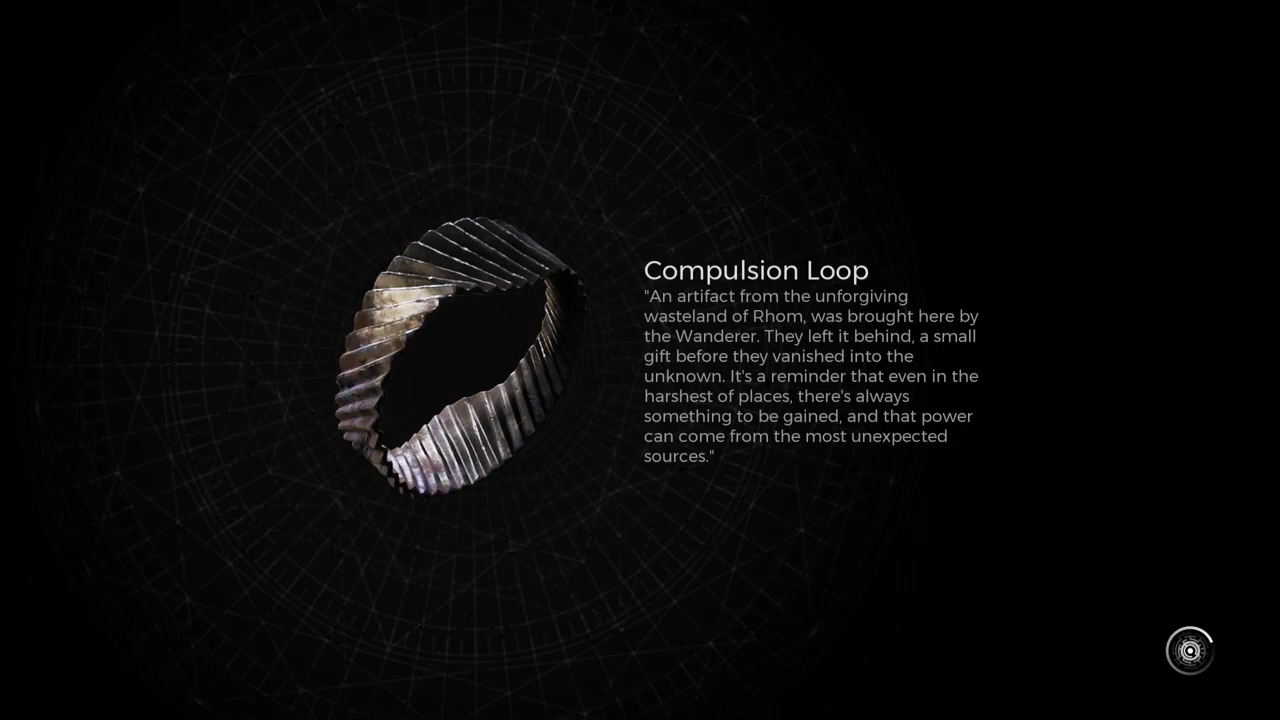 Compulsion Loop
"An artifact from the unforgiving
wasteland of Rhom, was brought here by
the Wanderer. They left it behind, a small
gift before they vanished into the
unknown. It's a reminder that even in the
harshest of places, there's always
something to be gained, and that power
can come from the most unexpected
sources."